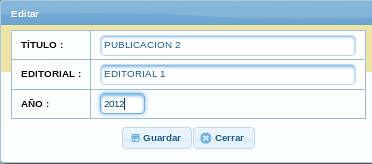 Editar
TÍTULO : PUBLICACION 2
EDITORIAL : EDITORIAL 1
AÑO : 2012
Guardar Cerrar